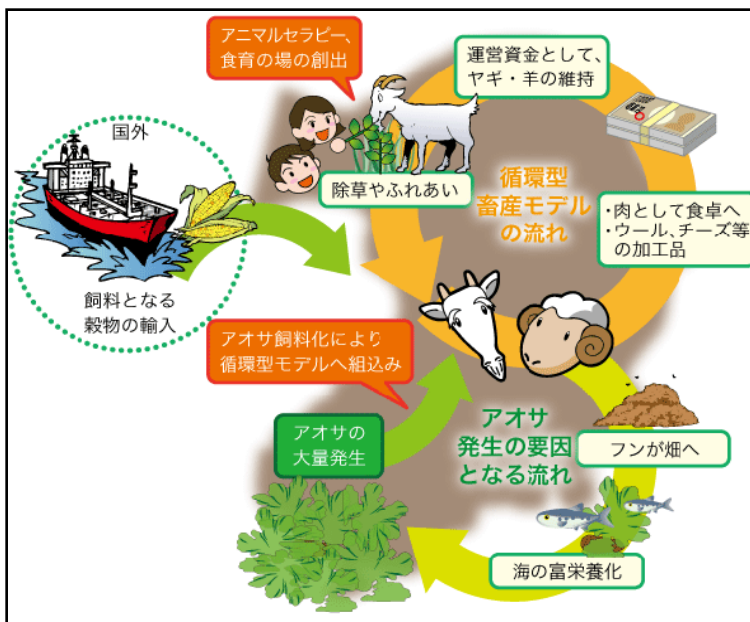 アニマルセラピー、
食育の場の創出
運営資金として、
ヤギ・羊の維持
国外
除草やふれあい
循環型
畜産モデル
の流れ
・肉として食卓へ
・ウール、チーズ等
の加工品
飼料となる
穀物の輸入
アオサ飼料化により
循環型モデルへ組込み
アオサの
大量発生
アオサ
発生の要因
となる流れ
フンが畑へ
海の富栄養化